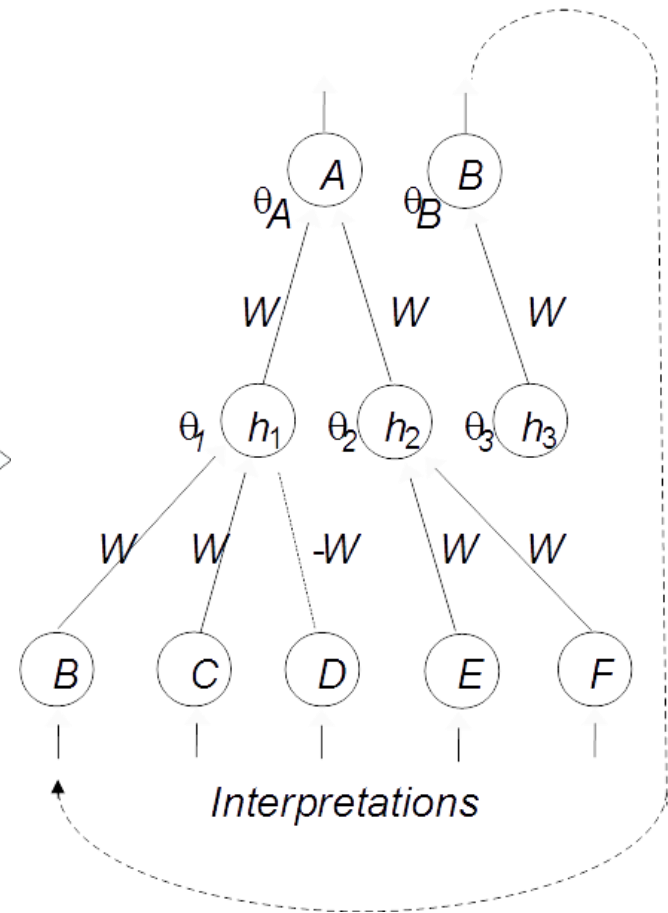 A B
θA θB
W W W
θ1 h1 θ2 h2 θ3 h3
W W -W W W
B C D E F
Interpretations